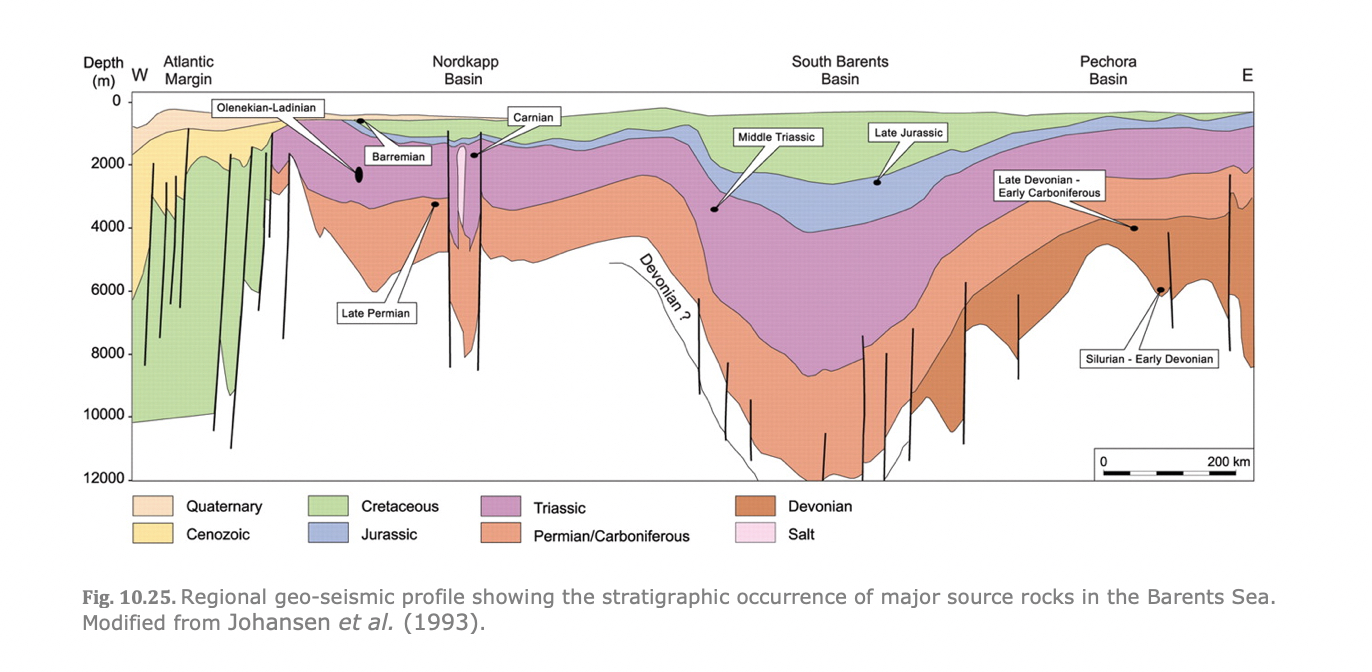 Depth
(m)
W
Atlantic
Margin
Nordkapp
Basin
South Barents
Basin
Pechora
Basin
E
0
2000
4000
6000
8000
10000
12000
Olenekian-Ladinian
Barremian
Carnian
Late Permian
Middle Triassic
Late Jurassic
Late Devonian -
Early Carboniferous
Devonian ?
Silurian - Early Devonian
0 200 km
Quaternary
Cretaceous
Triassic
Devonian
Cenozoic
Jurassic
Permian/Carboniferous
Salt
Fig. 10.25. Regional geo-seismic profile showing the stratigraphic occurrence of major source rocks in the Barents Sea.
Modified from Johansen et al. (1993).